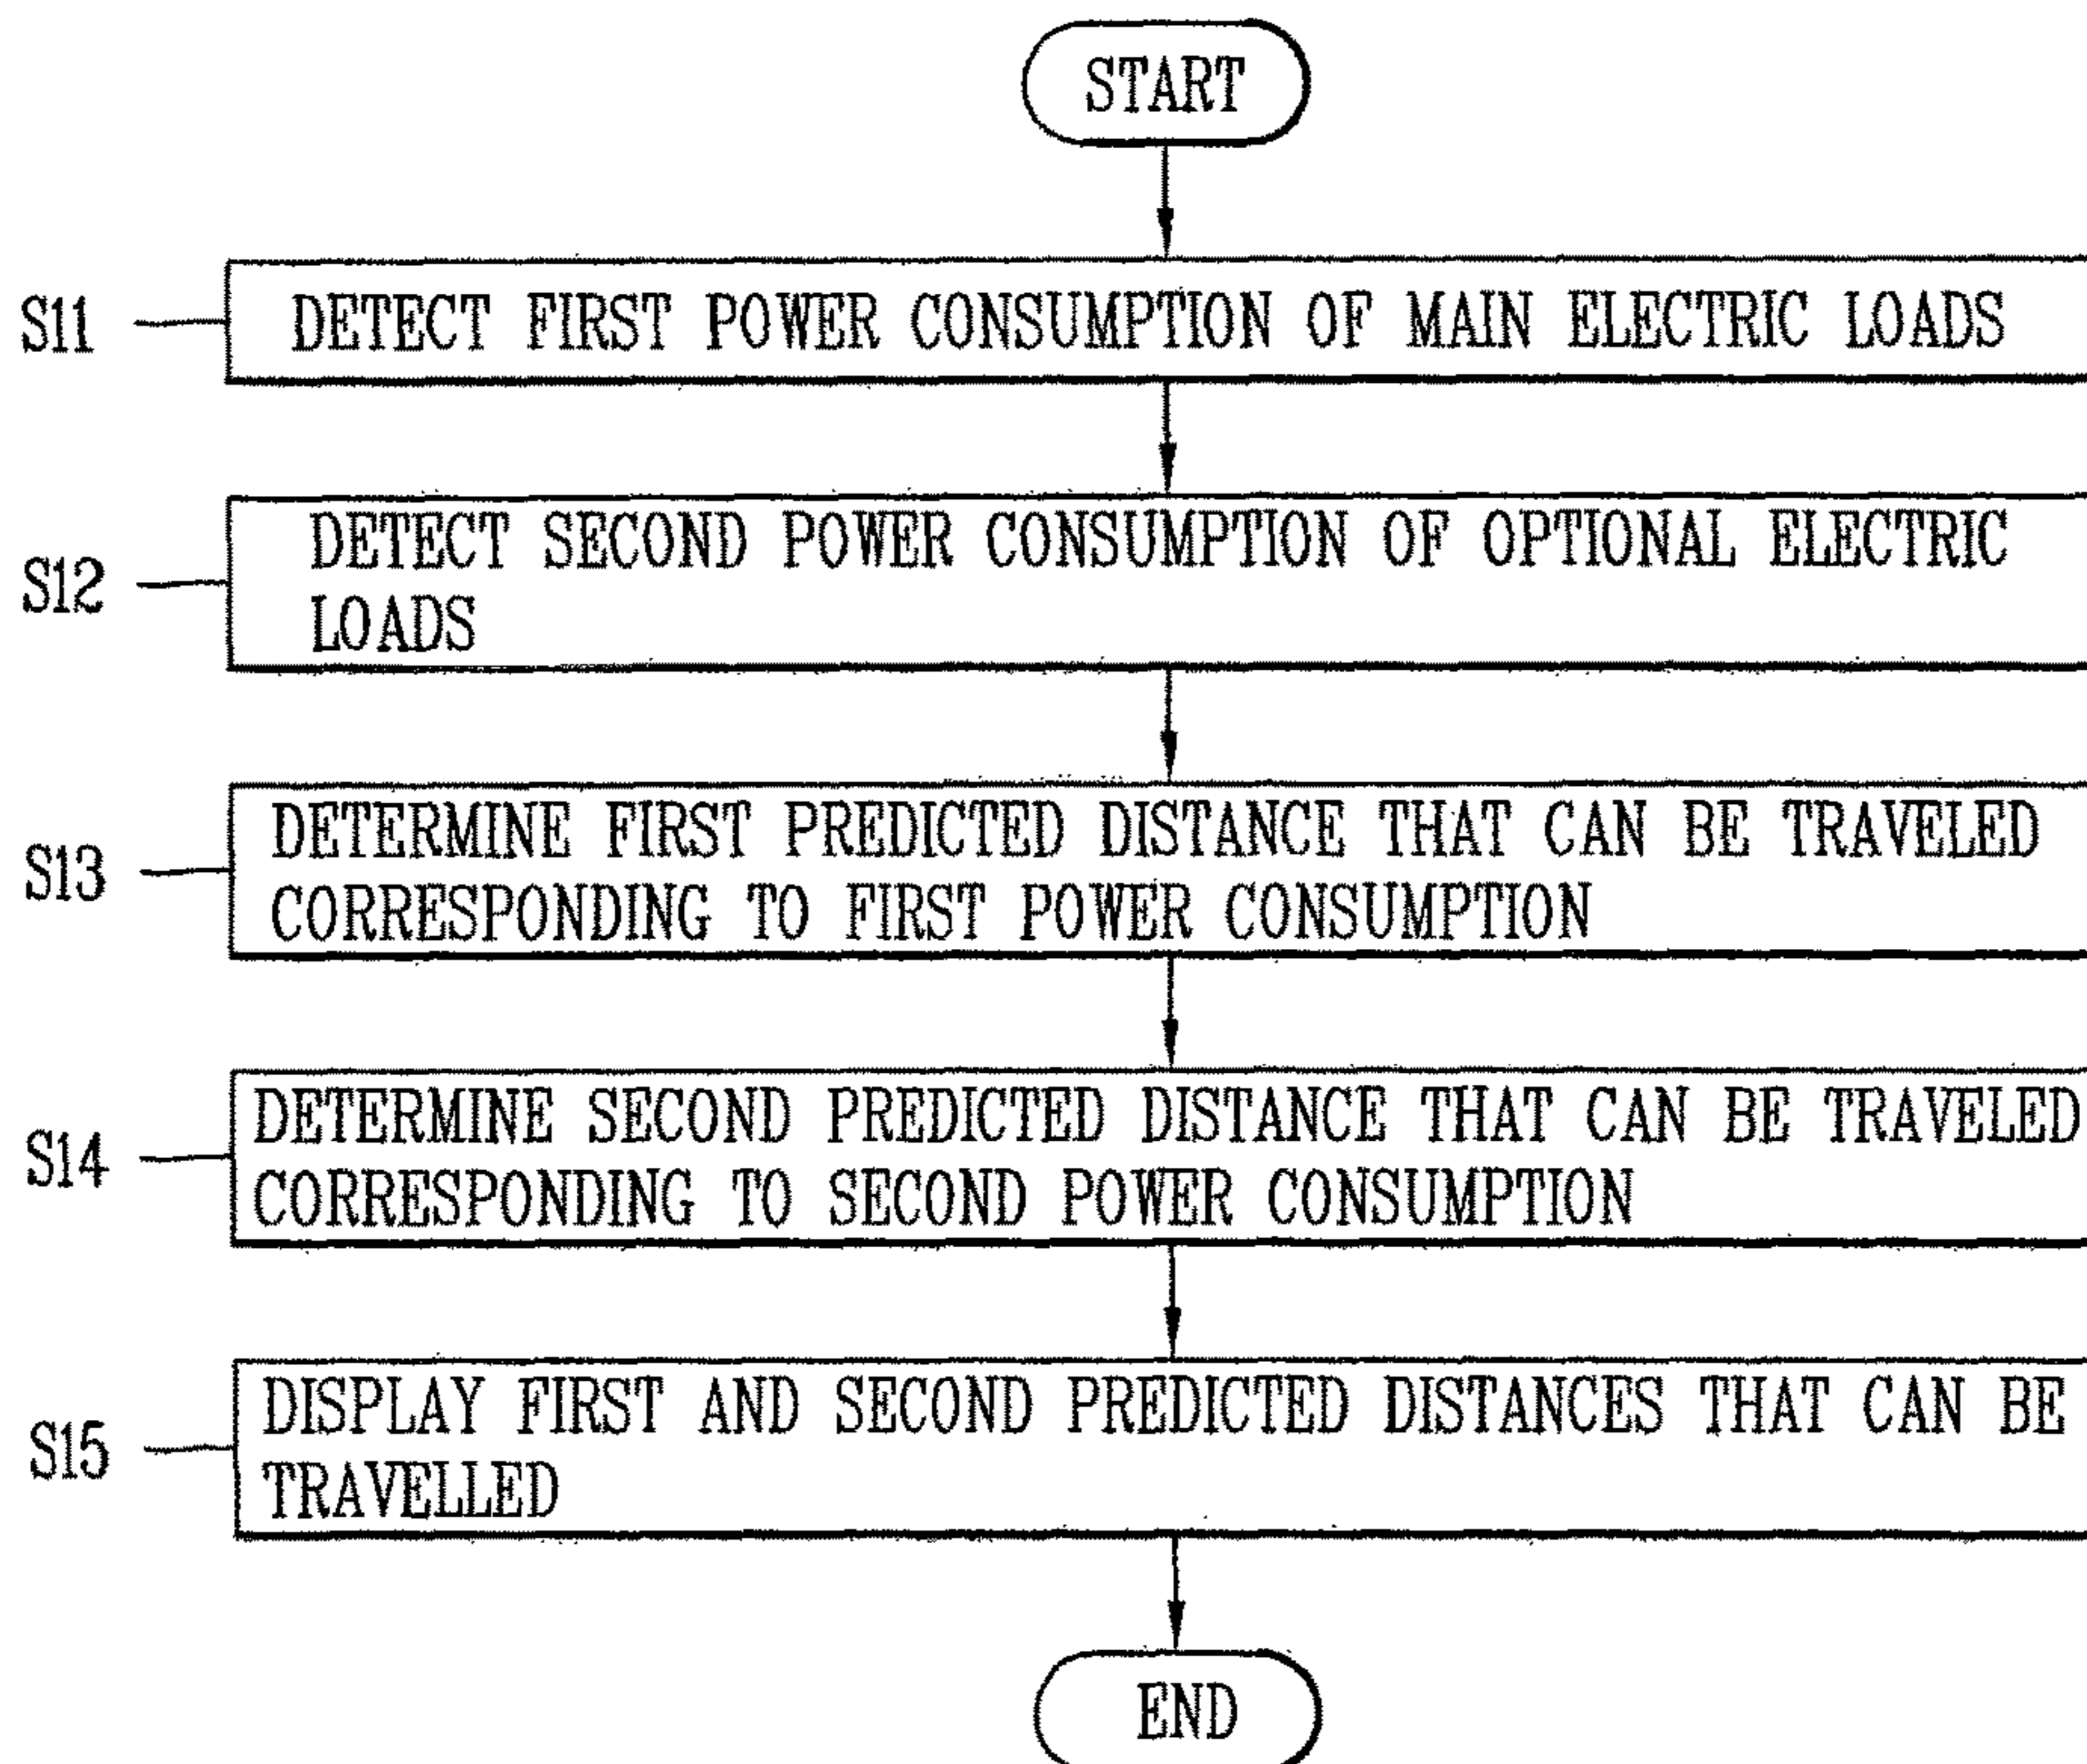 START
S11
DETECT FIRST POWER CONSUMPTION OF MAIN ELECTRIC LOADS
S12
DETECT SECOND POWER CONSUMPTION OF OPTIONAL ELECTRIC
LOADS
S13
DETERMINE FIRST PREDICTED DISTANCE THAT CAN BE TRAVELED
CORRESPONDING TO FIRST POWER CONSUMPTION
S14
DETERMINE SECOND PREDICTED DISTANCE THAT CAN BE TRAVELED
CORRESPONDING TO SECOND POWER CONSUMPTION
S15
DISPLAY FIRST AND SECOND PREDICTED DISTANCES THAT CAN BE
TRAVELLED
END